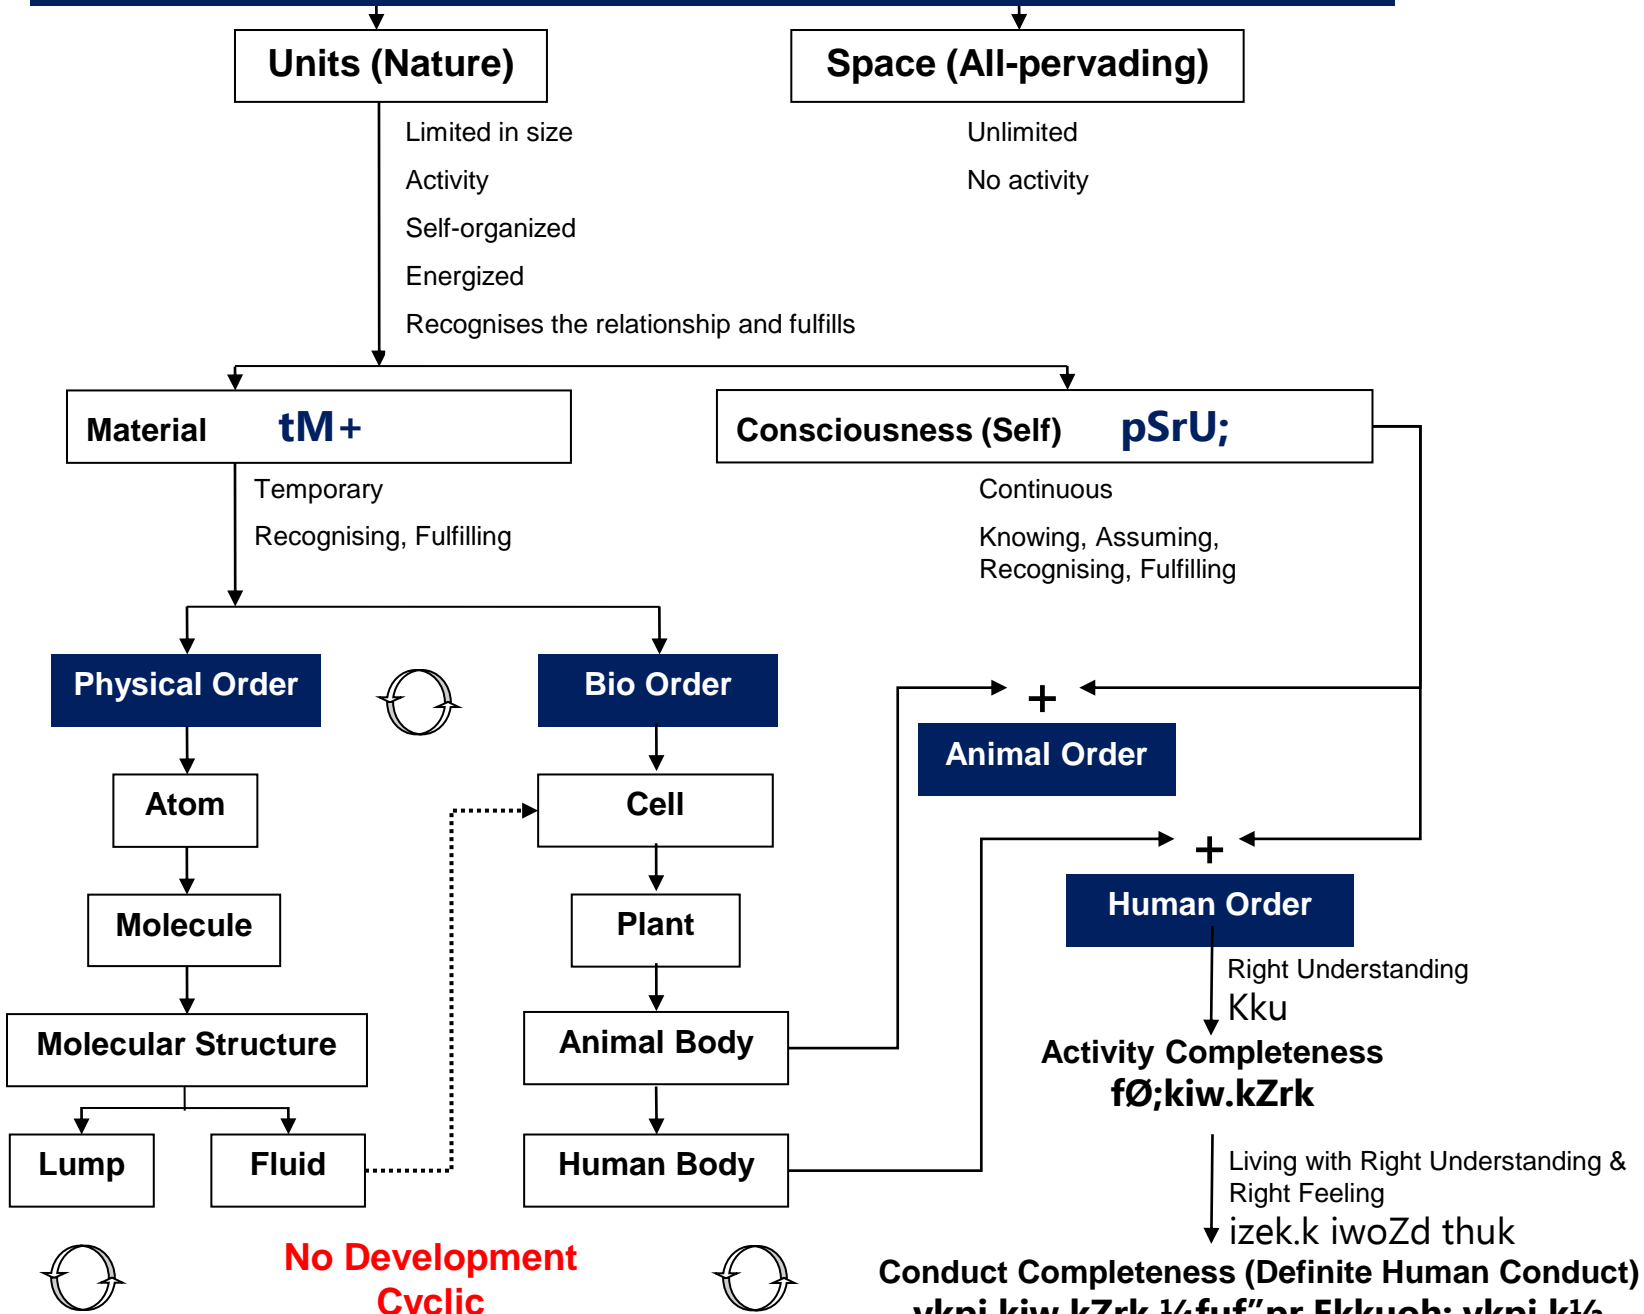 Units (Nature)
Space (All-pervading)
Limited in size
Activity
Self-organized
Energized
Recognises the relationship and fulfills
Unlimited
No activity
Material tM+
Consciousness (Self) pSrU;
Temporary
Recognising, Fulfilling
Continuous
Knowing, Assuming,
Recognising, Fulfilling
Physical Order
Bio Order
+
Animal Order
Atom
Cell
+
Human Order
Molecule
Plant
Right Understanding
Kku
Molecular Structure
Animal Body
Activity Completeness
fØ;kiw.kZrk
Lump
Fluid
Human Body
Living with Right Understanding &
Right Feeling
izek.k iwoZd thuk
No Development
Cyclic
Conduct Completeness (Definite Human Conduct)